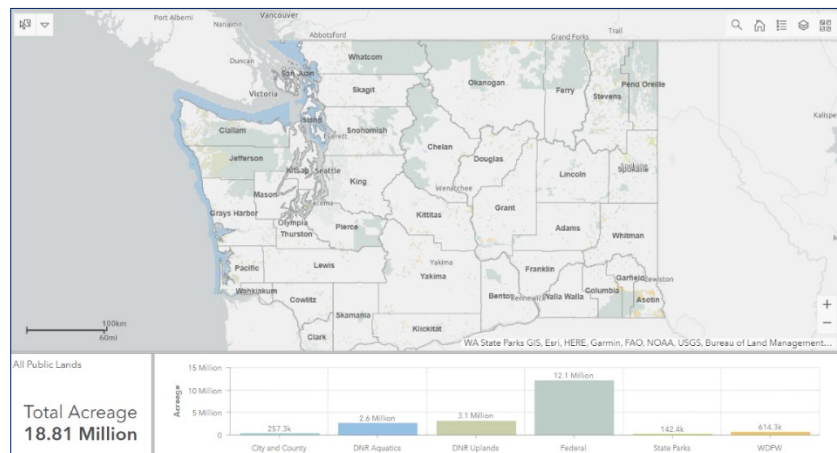 Vancouver
Port Alberni
Nanaimo
Abbotsford
Grand Forks
Trail
Duncan
Victoria
San Juan
Whatcom
Okanogan
Ferry
Stevens
Pend Oreille
Kalispe
Skagit
Island
Snohomish
Everett
Clallam
Chelan
Douglas
Jefferson
Kitsap
Seattle
King
Lincoln
Spokane
Spokane
Mason
Wenatchee
Grant
Grays Harbor
Tacoma
Kittitas
Olympia
Thurston
Pierce
Adams
Whitman
Pacific
Lewis
Yakima
Yakima
Franklin
Garfield
Lewiston
Wahkiakum
Cowlitz
Benton
Kennewick
Walla Walla
Columbia
Asotin
Skamania
Klickitat
Clark
100km
60mi
+
−
WA State Parks GIS, Esri, HERE, Garmin, FAO, NOAA, USGS, Bureau of Land Management...
All Public Lands
Total Acreage
18.81 Million
Acreage
15 Million
10 Million
5 Million
0
257.3k
2.6 Million
3.1 Million
12.1 Million
142.4k
614.3k
City and County
DNR Aquatics
DNR Uplands
Federal
State Parks
WDFW